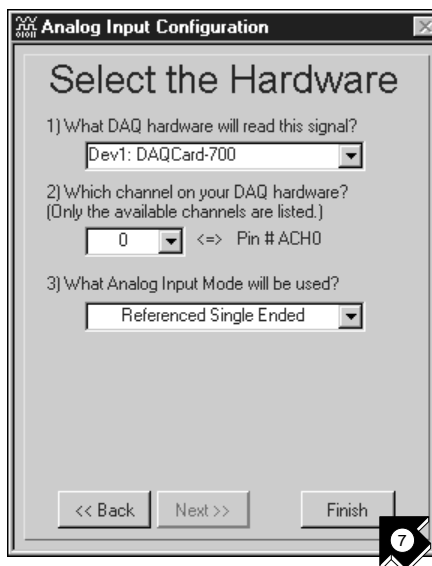 Analog Input Configuration
Select the Hardware
1) What DAQ hardware will read this signal?
Dev1: DAQCard-700
2) Which channel on your DAQ hardware?
(Only the available channels are listed.)
0 <=> Pin # ACH0
3) What Analog Input Mode will be used?
Referenced Single Ended
<< Back Next >> Finish
7